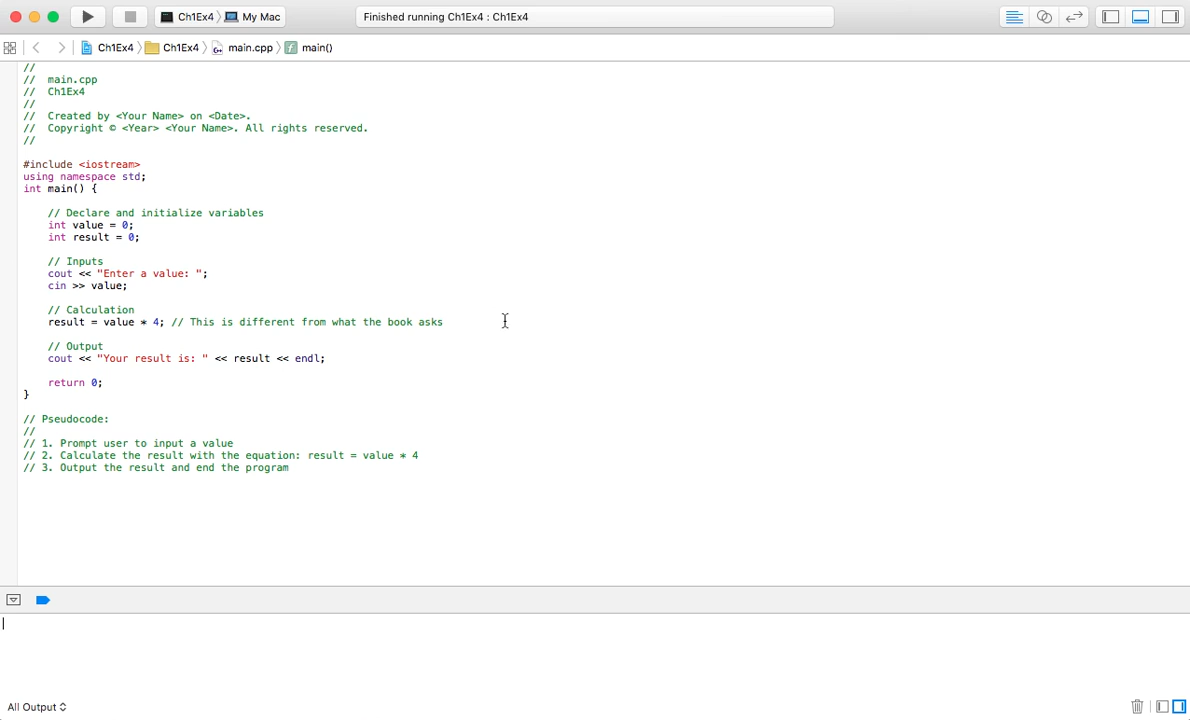 Ch1Ex4 My Mac Finished running Ch1Ex4 : Ch1Ex4
Ch1Ex4 Ch1Ex4 main.cpp main()
//
//  main.cpp
//  Ch1Ex4
//
//  Created by <Your Name> on <Date>.
//  Copyright © <Year> <Your Name>. All rights reserved.
//
#include <iostream>
using namespace std;
int main() {
    // Declare and initialize variables
    int value = 0;
    int result = 0;
    // Inputs
    cout << "Enter a value: ";
    cin >> value;
    // Calculation
    result = value * 4; // This is different from what the book asks
    // Output
    cout << "Your result is: " << result << endl;
    return 0;
}
// Pseudocode:
//
// 1. Prompt user to input a value
// 2. Calculate the result with the equation: result = value * 4
// 3. Output the result and end the program
All Output